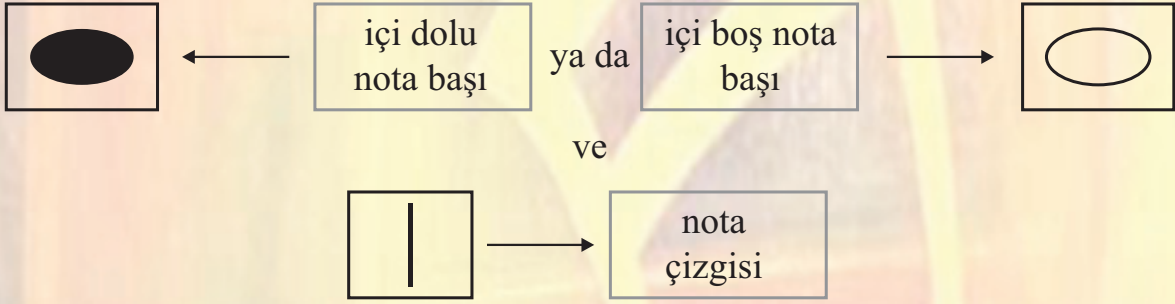 içi dolu
nota başı
ya da
içi boş nota
başı
ve
nota
çizgisi